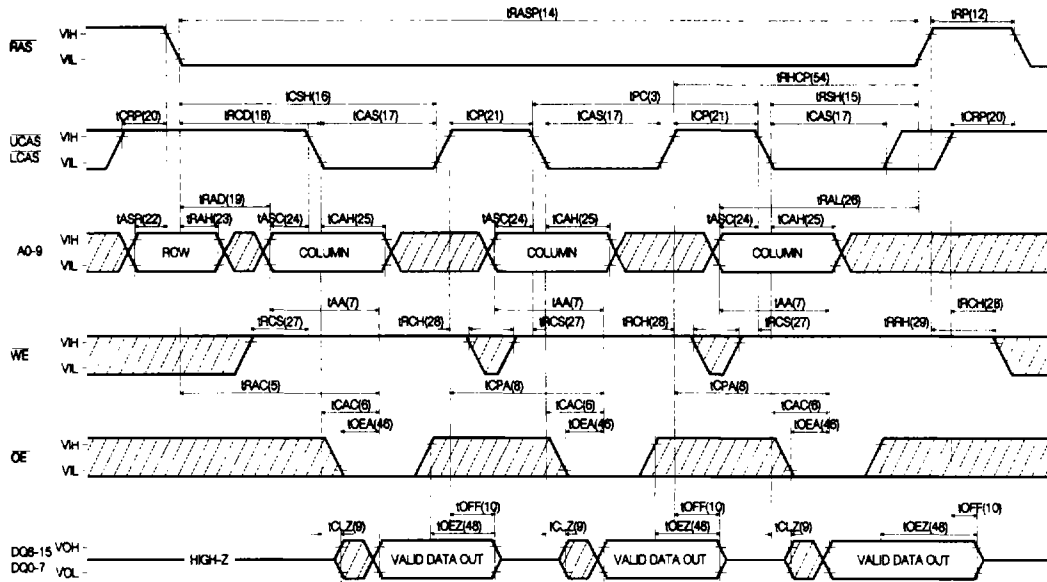 tRASP(14) tRP(12)
RAS VIH
VIL
tRHCP(54)
tCSH(16) tPC(3) tRSH(15)
tCRP(20) tRCD(18) tCAS(17) tCP(21) tCAS(17) tCP(21) tCAS(17) tCRP(20)
UCAS VIH
LCAS VIL
tRAD(19) tRAL(26)
tASR(22) tRAH(23) tASC(24) tCAH(25) tASC(24) tCAH(25) tASC(24) tCAH(25)
A0-9 VIH
VIL
ROW COLUMN COLUMN COLUMN
tAA(7) tAA(7) tAA(7) tRCH(28)
tRCS(27) tRCH(28) tRCS(27) tRCH(28) tRCS(27) tRRH(29)
WE VIH
VIL
tRAC(5) tCPA(8) tCPA(8)
tCAC(6) tCAC(6) tCAC(6)
tOEA(46) tOEA(46) tOEA(46)
OE VIH
VIL
tOFF(10) tOFF(10) tOFF(10)
tCLZ(9) tOEZ(48) tCLZ(9) tOEZ(48) tCLZ(9) tOEZ(48)
DQ8-15 VOH
DQ0-7 VOL
HIGH-Z VALID DATA OUT VALID DATA OUT VALID DATA OUT